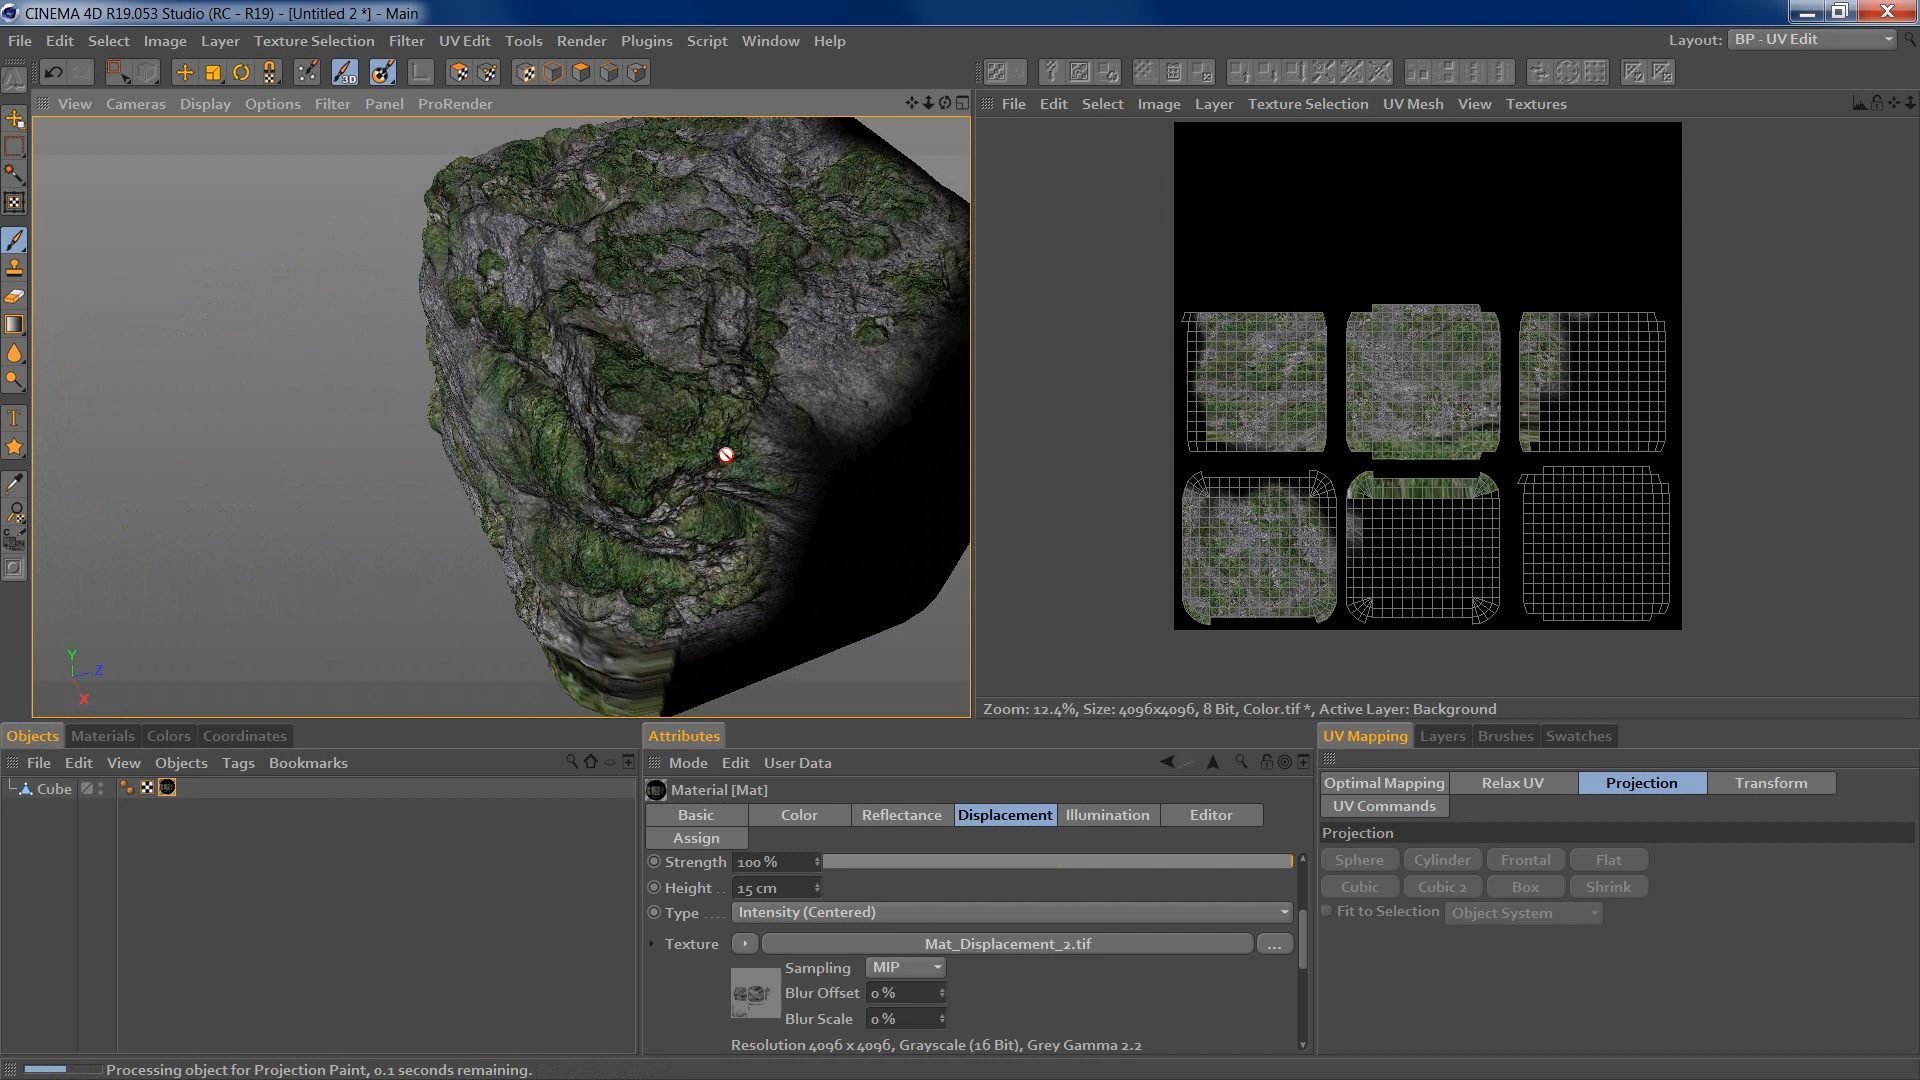 CINEMA 4D R19.053 Studio (RC - R19) - [Untitled 2 *] - Main
File Edit Select Image Layer Texture Selection Filter UV Edit Tools Render Plugins Script Window Help
Layout: BP - UV Edit
3D
View Cameras Display Options Filter Panel ProRender
File Edit Select Image Layer Texture Selection UV Mesh View Textures
Y
Z
X
Zoom: 12.4%, Size: 4096x4096, 8 Bit, Color.tif *, Active Layer: Background
Objects Materials Colors Coordinates
File Edit View Objects Tags Bookmarks
Cube
Attributes
Mode Edit User Data
Material [Mat]
Basic Color Reflectance Displacement Illumination Editor
Assign
Strength 100 %
Height . . 15 cm
Type . . . . Intensity (Centered)
Texture Mat_Displacement_2.tif ...
Sampling MIP
Blur Offset 0 %
Blur Scale 0 %
Resolution 4096 x 4096, Grayscale (16 Bit), Grey Gamma 2.2
UV Mapping Layers Brushes Swatches
Optimal Mapping Relax UV Projection Transform
UV Commands
Projection
Sphere Cylinder Frontal Flat
Cubic Cubic 2 Box Shrink
Fit to Selection Object System
Processing object for Projection Paint, 0.1 seconds remaining.